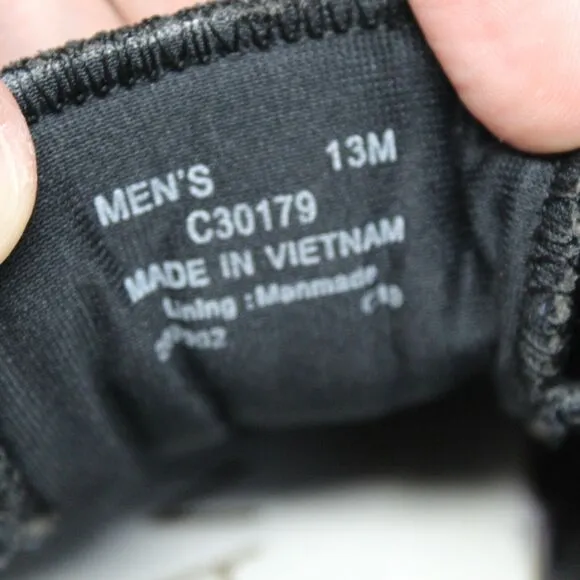 MEN'S 13M
C30179
MADE IN VIETNAM
Lining : Manmade